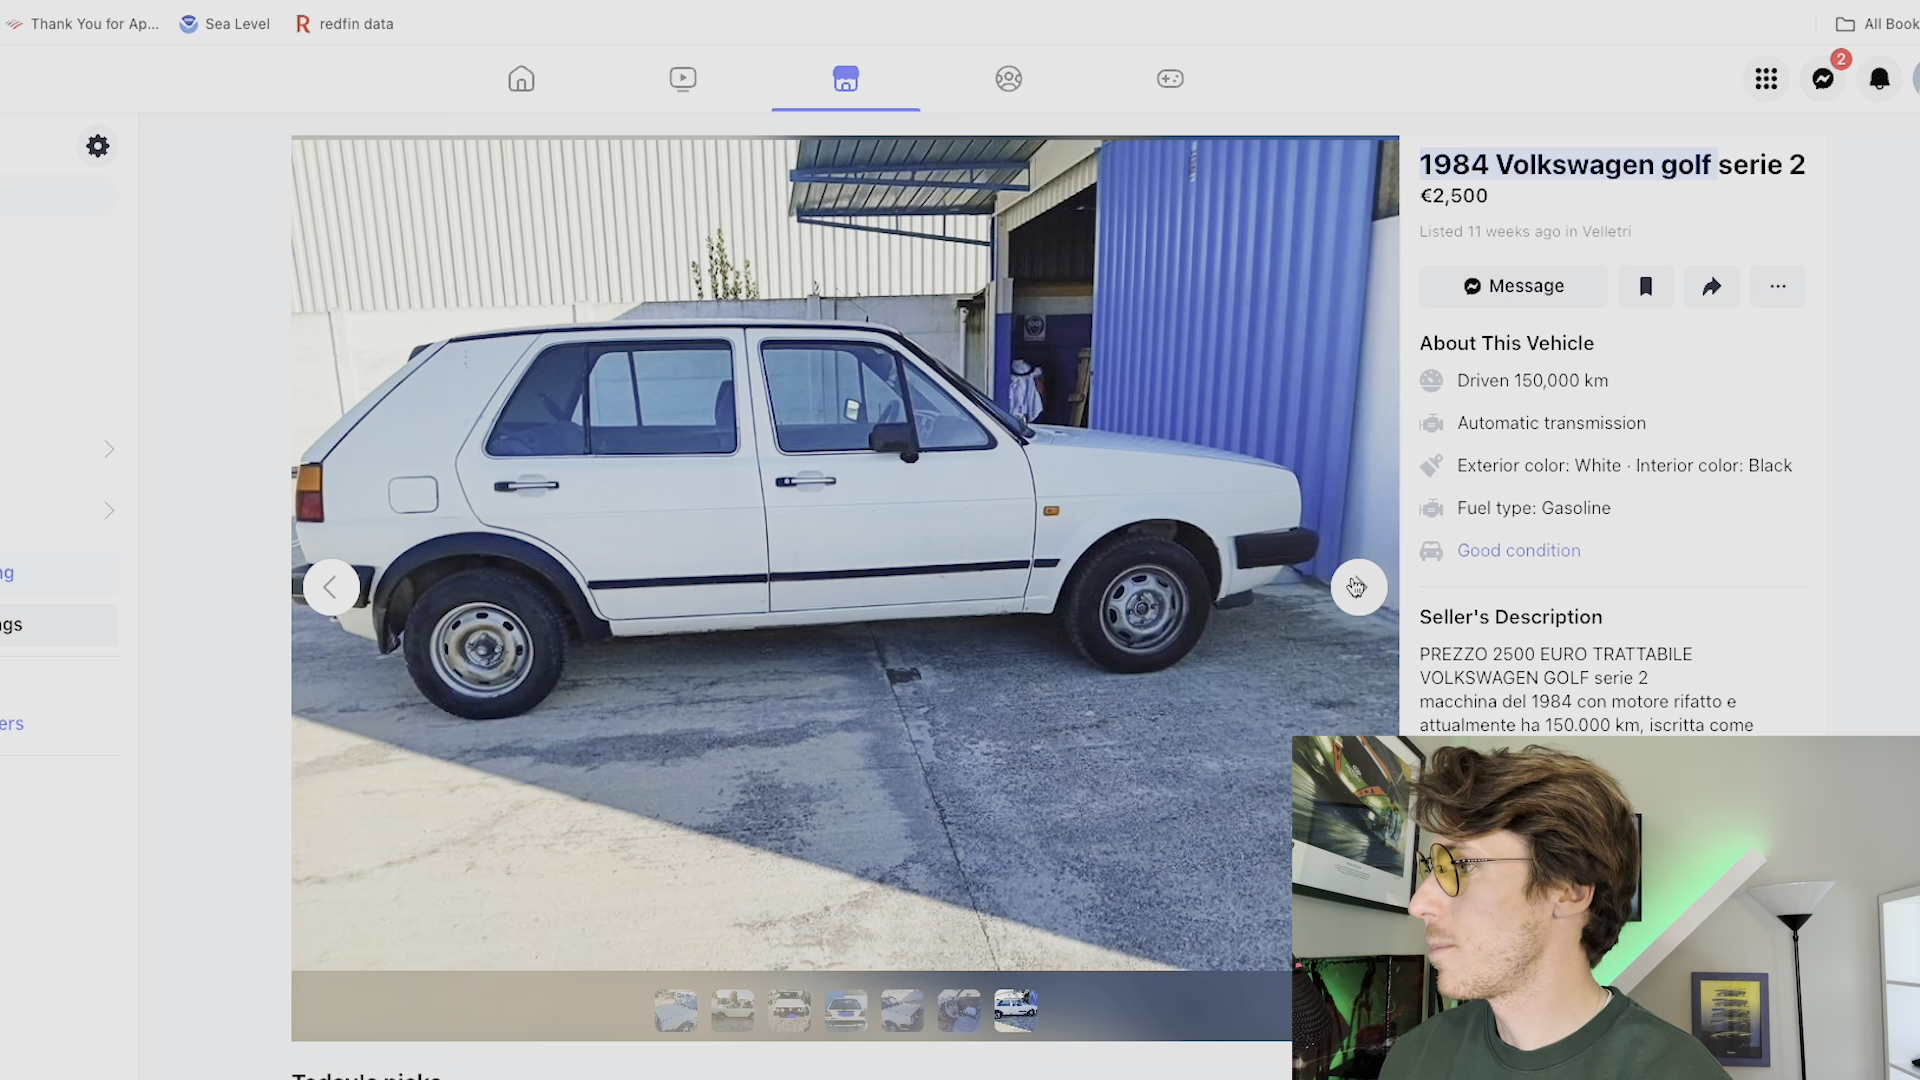 Thank You for Ap...
Sea Level
redfin data
All Book
2
1984 Volkswagen golf serie 2
€2,500
Listed 11 weeks ago in Velletri
Message
About This Vehicle
Driven 150,000 km
Automatic transmission
Exterior color: White · Interior color: Black
Fuel type: Gasoline
Good condition
Seller's Description
PREZZO 2500 EURO TRATTABILE
VOLKSWAGEN GOLF serie 2
macchina del 1984 con motore rifatto e
attualmente ha 150.000 km, iscritta come
ng
ngs
ers
Today's picks